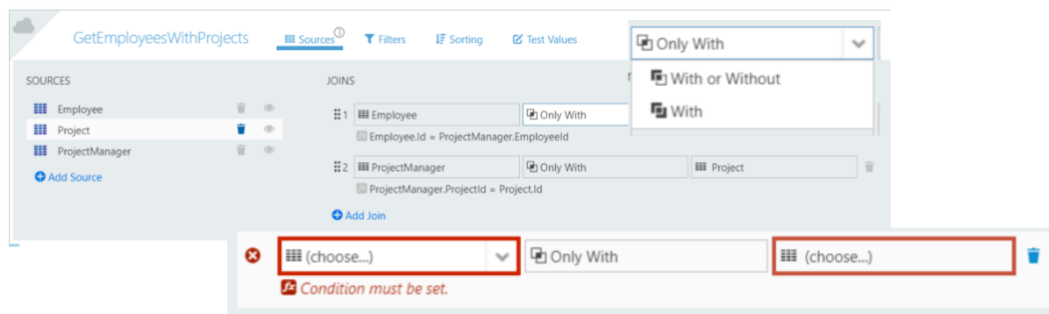 GetEmployeesWithProjects
Sources 1
Filters
Sorting
Test Values
Only With
With or Without
With
SOURCES
Employee
Project
ProjectManager
Add Source
JOINS
1 Employee Only With
Employee.Id = ProjectManager.EmployeeId
2 ProjectManager Only With Project
ProjectManager.ProjectId = Project.Id
Add Join
(choose...) Only With (choose...)
fx Condition must be set.